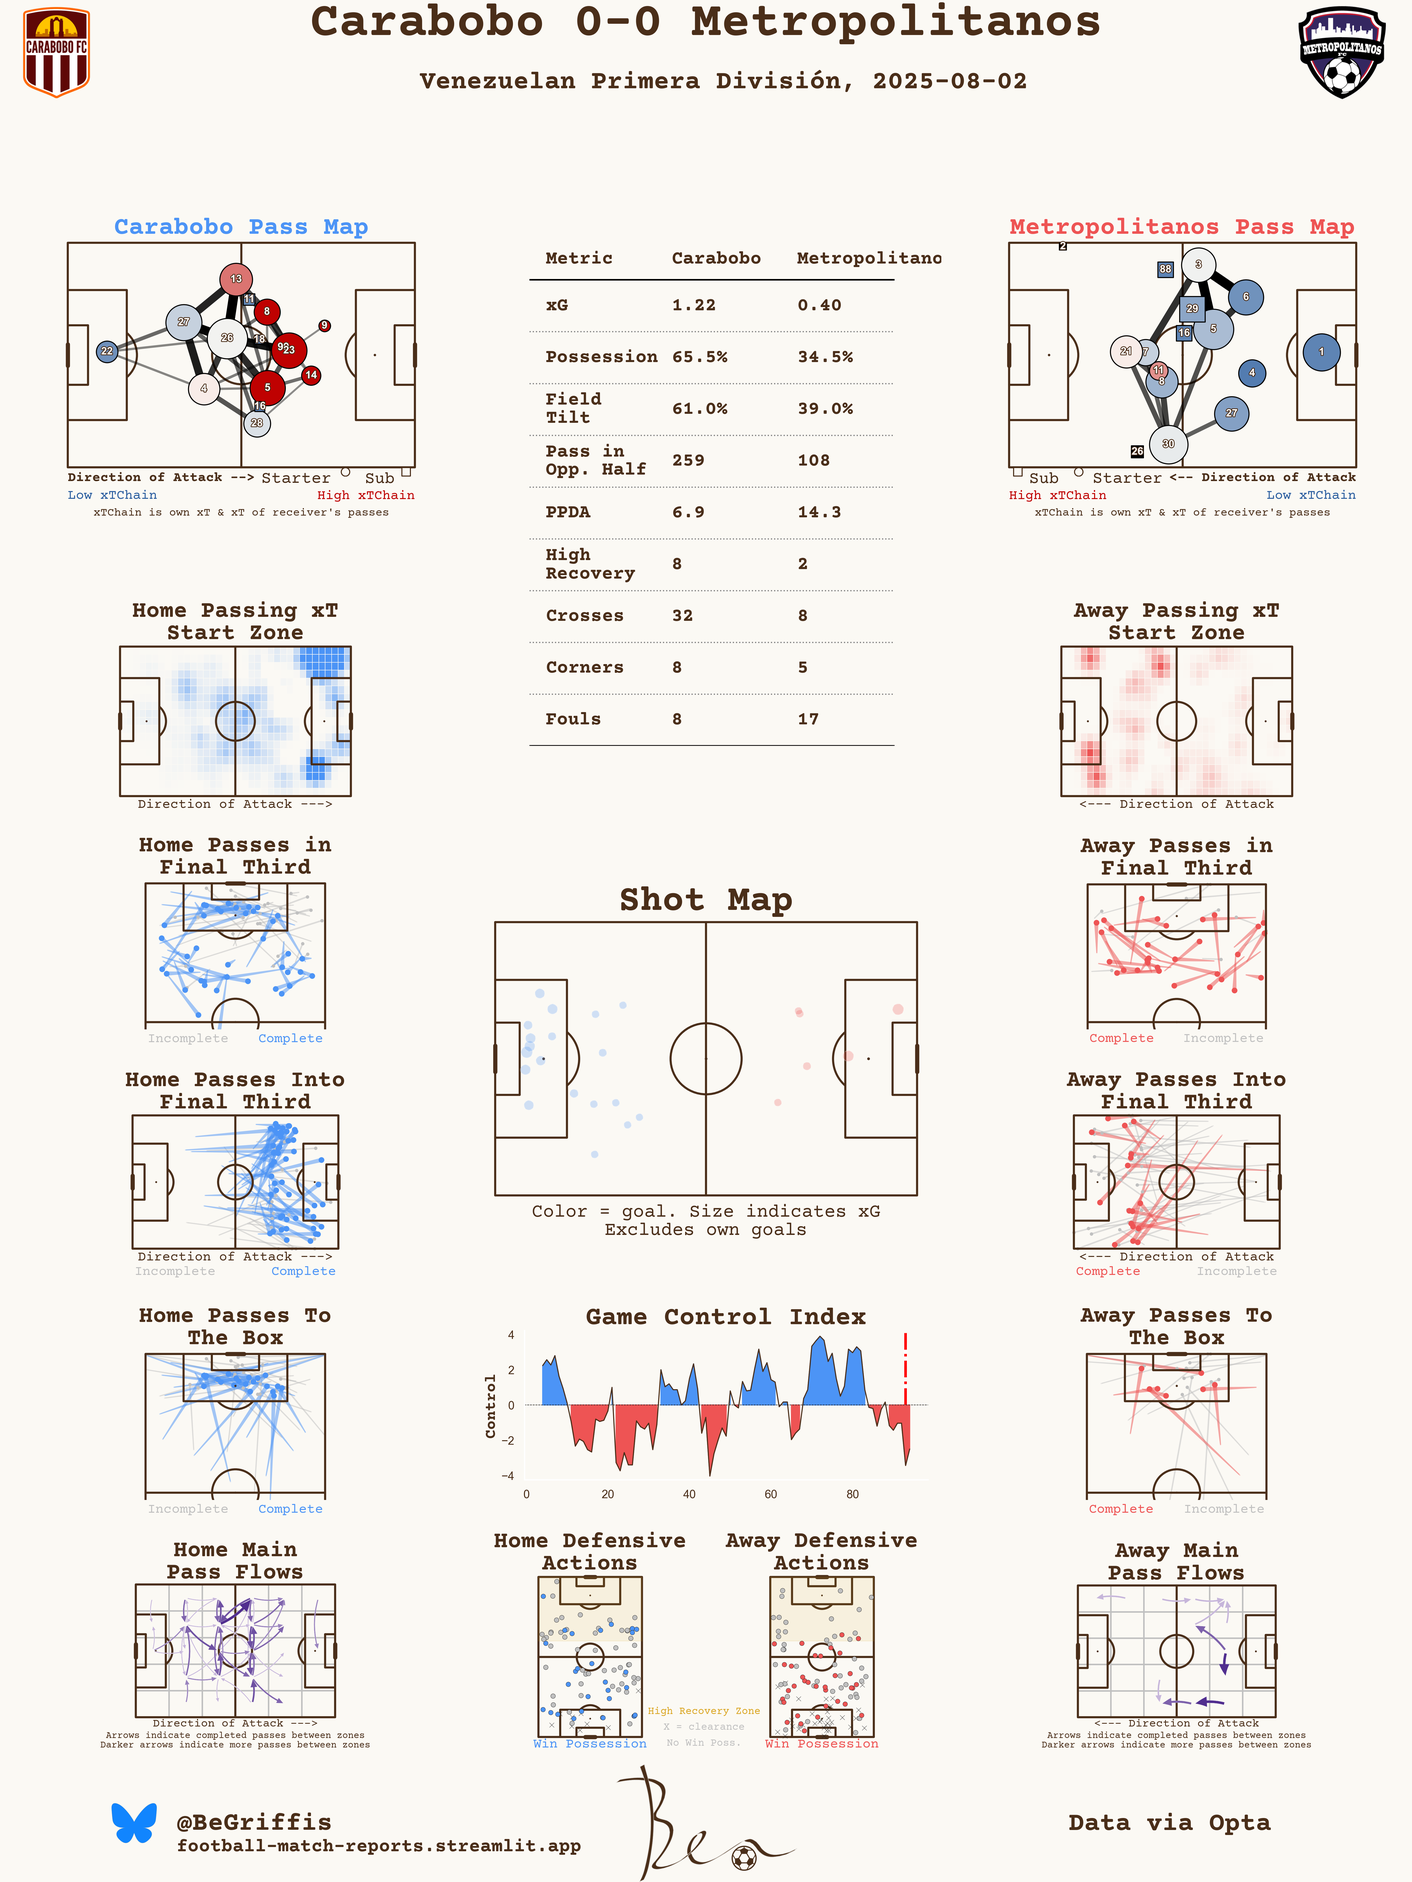 Carabobo 0-0 Metropolitanos
Venezuelan Primera División, 2025-08-02
CARABOBO FC
METROPOLITANOS
FC
Carabobo Pass Map
13
11
8
27
26
18
9
22
23
14
4
5
16
28
Direction of Attack --> Starter Sub
Low xTChain High xTChain
xTChain is own xT & xT of receiver's passes
Metric Carabobo Metropolitano
xG 1.22 0.40
Possession 65.5% 34.5%
Field
Tilt 61.0% 39.0%
Pass in
Opp. Half 259 108
PPDA 6.9 14.3
High
Recovery 8 2
Crosses 32 8
Corners 8 5
Fouls 8 17
Metropolitanos Pass Map
2
88
3
6
29
16
5
21
7
1
11
8
4
27
30
26
Sub Starter <-- Direction of Attack
High xTChain Low xTChain
xTChain is own xT & xT of receiver's passes
Home Passing xT
Start Zone
Direction of Attack --->
Away Passing xT
Start Zone
<--- Direction of Attack
Home Passes in
Final Third
Incomplete Complete
Shot Map
Color = goal. Size indicates xG
Excludes own goals
Away Passes in
Final Third
Complete Incomplete
Home Passes Into
Final Third
Direction of Attack --->
Incomplete Complete
Away Passes Into
Final Third
<--- Direction of Attack
Complete Incomplete
Home Passes To
The Box
Incomplete Complete
Game Control Index
Control
4
2
0
−2
−4
0 20 40 60 80
Away Passes To
The Box
Complete Incomplete
Home Main
Pass Flows
Direction of Attack --->
Arrows indicate completed passes between zones
Darker arrows indicate more passes between zones
Home Defensive
Actions
Win Possession
High Recovery Zone
X = clearance
No Win Poss.
Away Defensive
Actions
Win Possession
Away Main
Pass Flows
<--- Direction of Attack
Arrows indicate completed passes between zones
Darker arrows indicate more passes between zones
@BeGriffis
football-match-reports.streamlit.app
Ben
Data via Opta